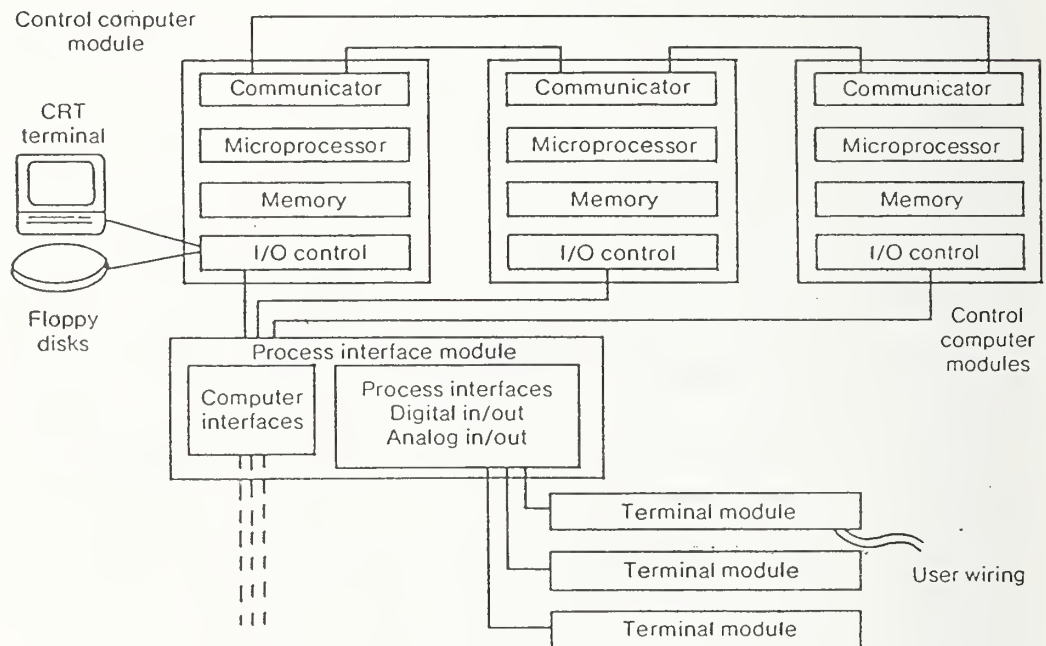 Control computer
module
CRT
terminal
Floppy
disks
Communicator
Microprocessor
Memory
I/O control
Communicator
Microprocessor
Memory
I/O control
Communicator
Microprocessor
Memory
I/O control
Control
computer
modules
Process interface module
Computer
interfaces
Process interfaces
Digital in/out
Analog in/out
Terminal module
Terminal module
Terminal module
User wiring